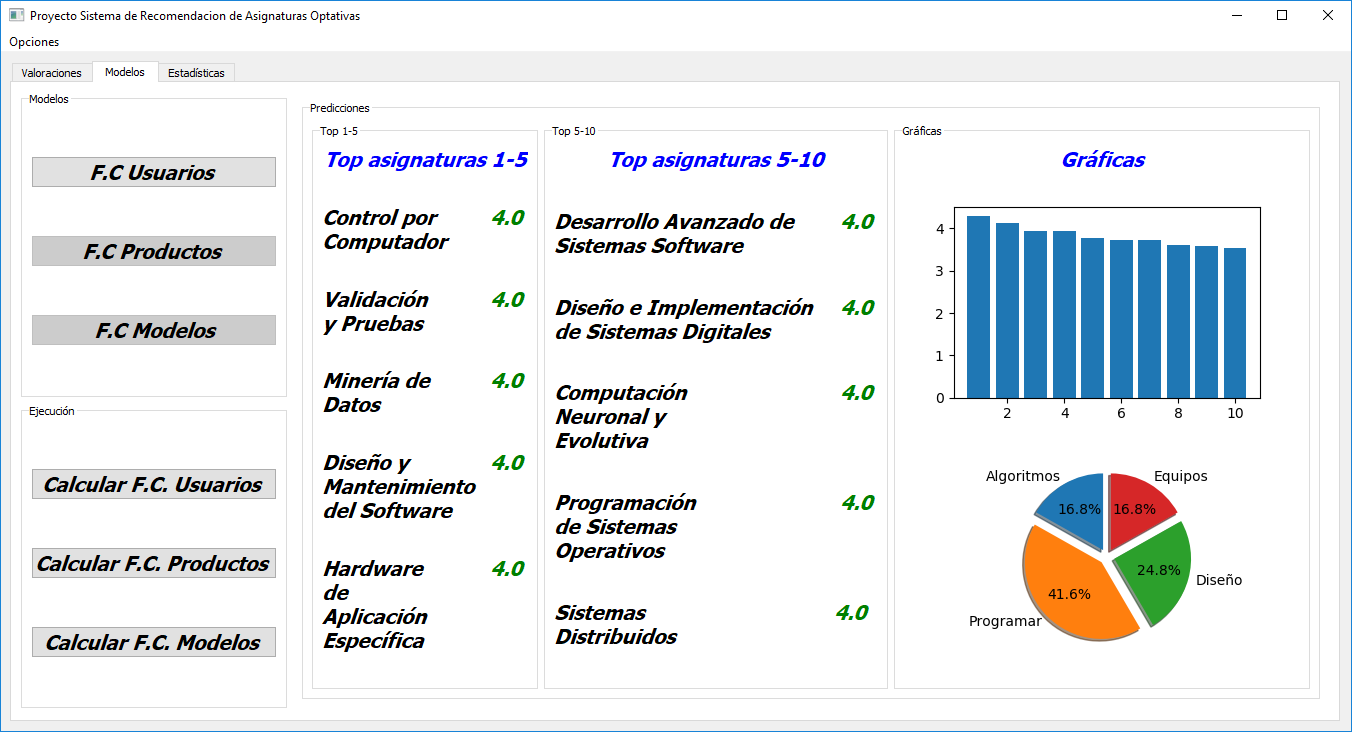 Proyecto Sistema de Recomendacion de Asignaturas Optativas
Opciones
Valoraciones
Modelos
Estadísticas
Modelos
F.C Usuarios
F.C Productos
F.C Modelos
Ejecución
Calcular F.C. Usuarios
Calcular F.C. Productos
Calcular F.C. Modelos
Predicciones
Top 1-5
Top asignaturas 1-5
Control por 4.0
Computador
Validación 4.0
y Pruebas
Minería de 4.0
Datos
Diseño y 4.0
Mantenimiento
del Software
Hardware 4.0
de
Aplicación
Específica
Top 5-10
Top asignaturas 5-10
Desarrollo Avanzado de 4.0
Sistemas Software
Diseño e Implementación 4.0
de Sistemas Digitales
Computación 4.0
Neuronal y
Evolutiva
Programación 4.0
de Sistemas
Operativos
Sistemas 4.0
Distribuidos
Gráficas
Gráficas
4
3
2
1
0
2 4 6 8 10
Algoritmos Equipos
16.8% 16.8%
24.8%
Diseño
41.6%
Programar